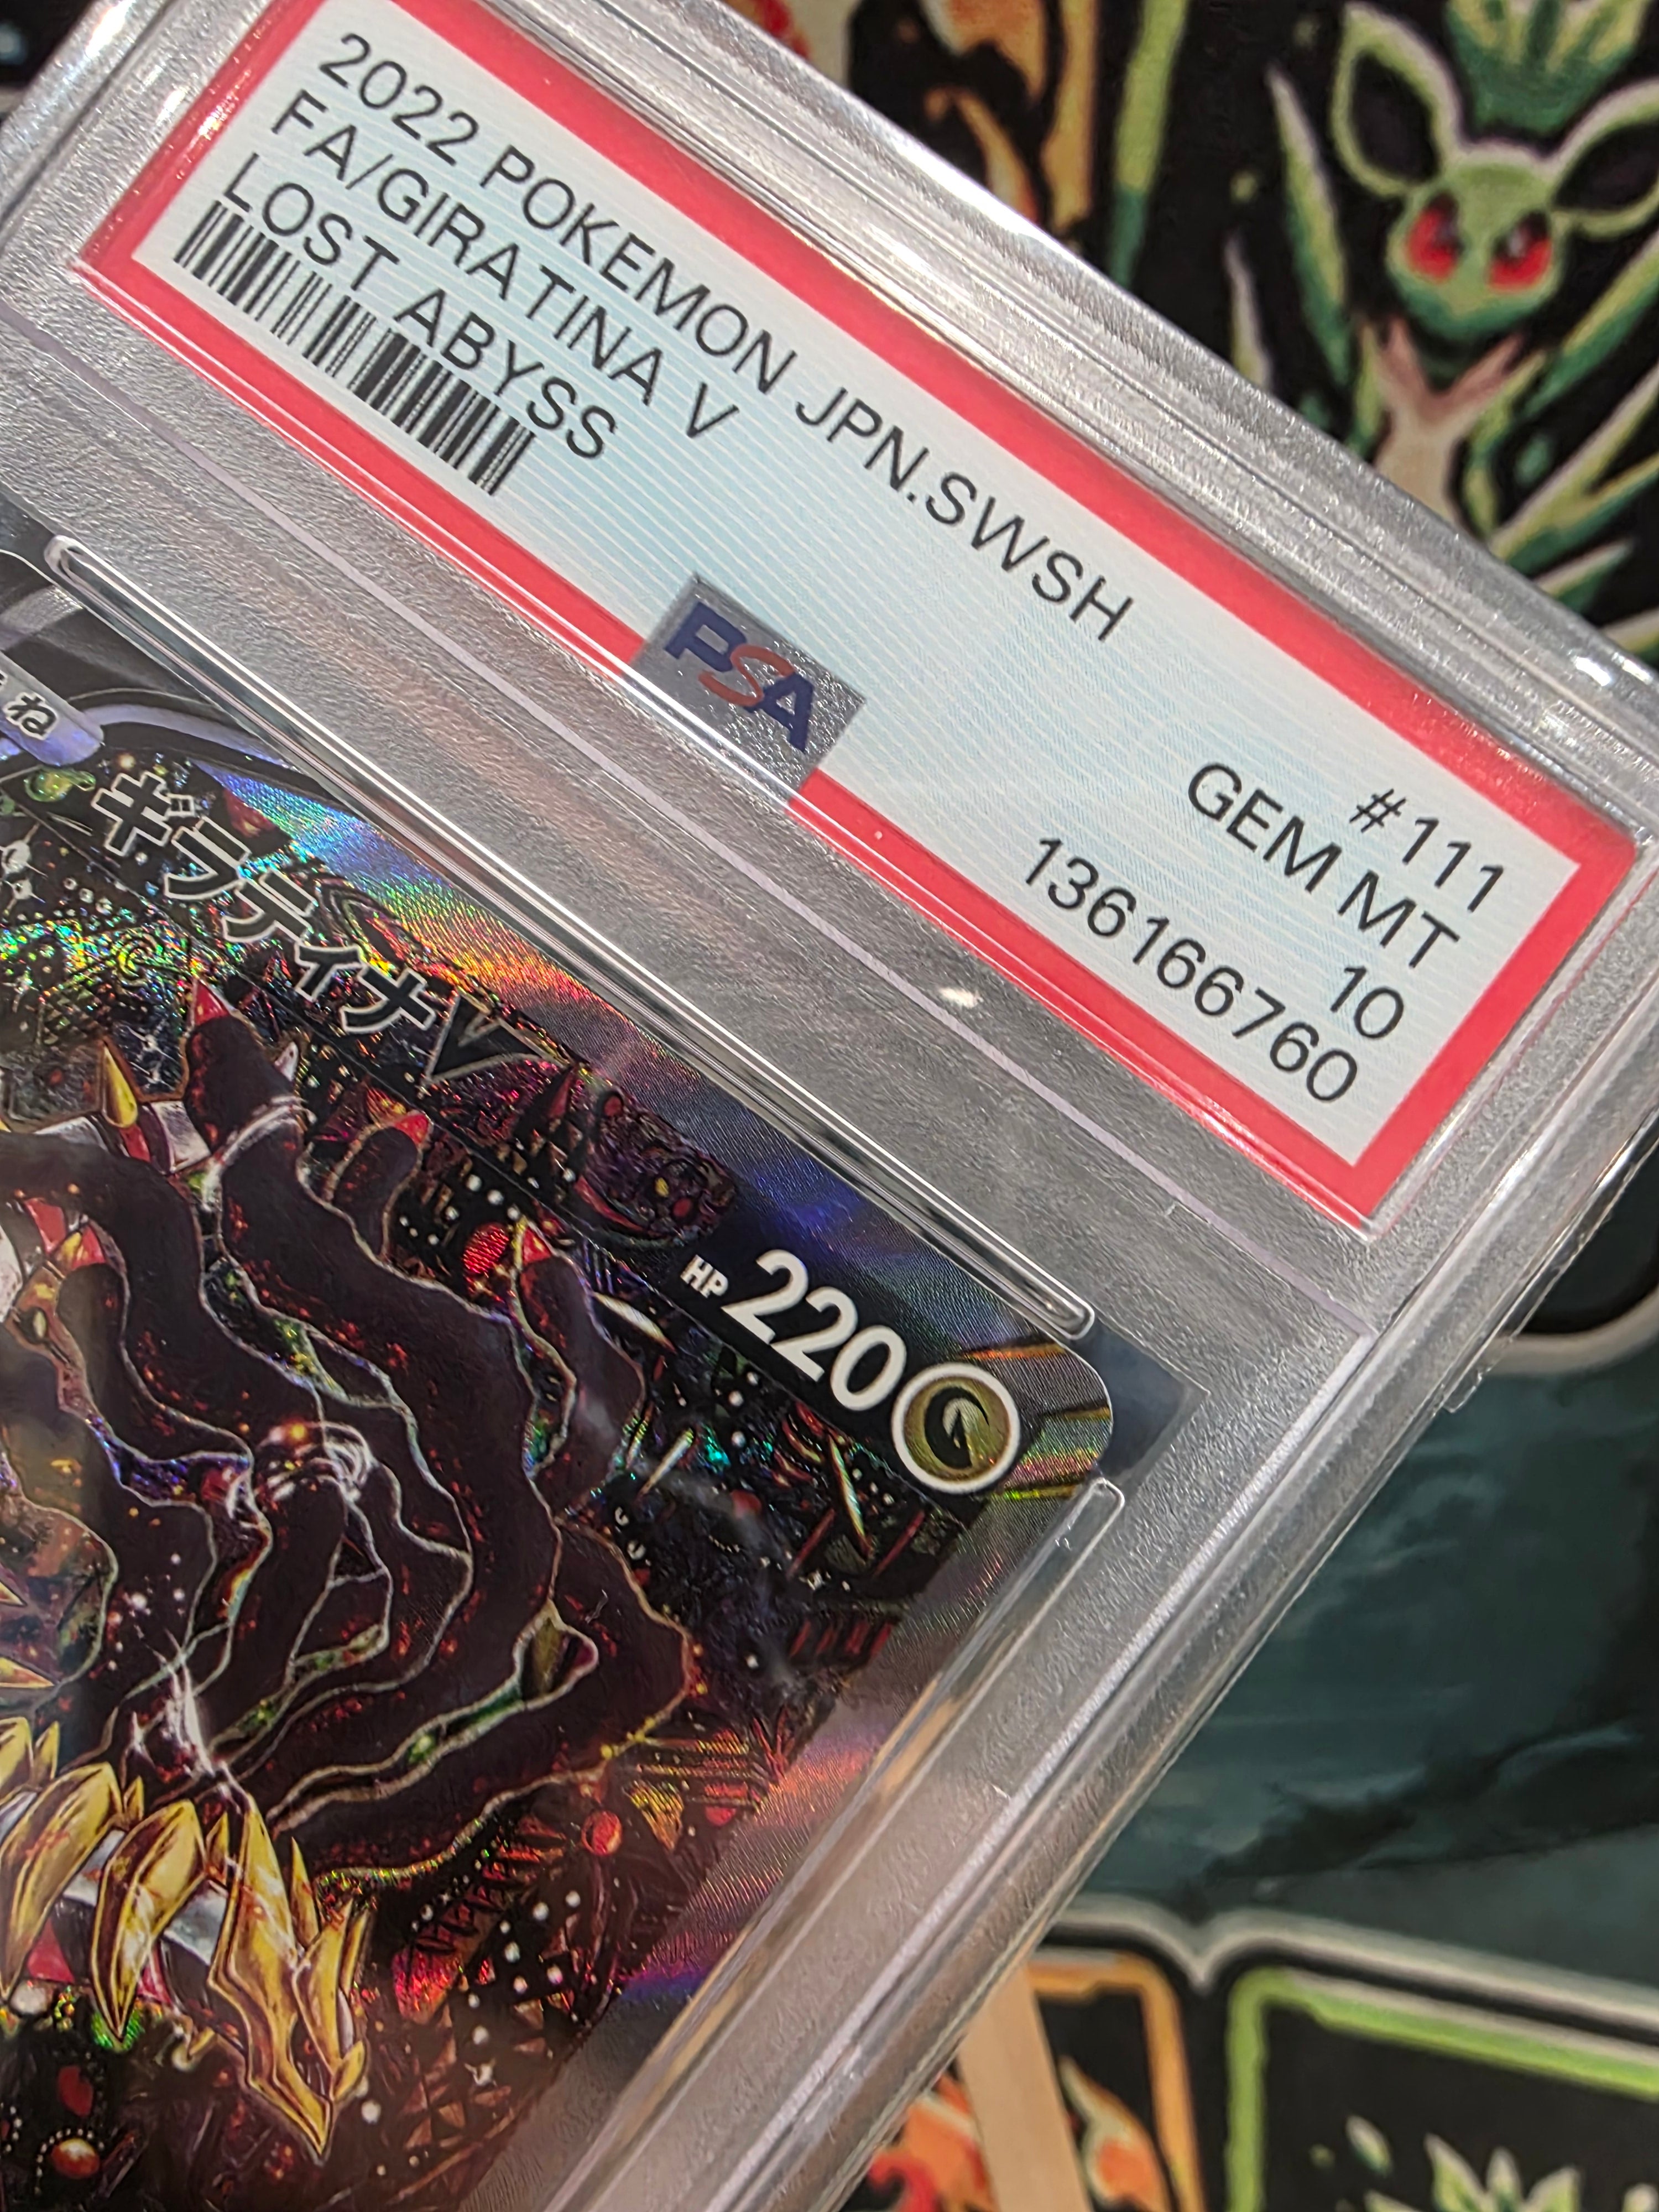 2022 POKEMON JPN.SWSH #111
FA/GIRATINA V GEM MT
LOST ABYSS 10
PSA 136166760
ね
ギラティナV HP 220